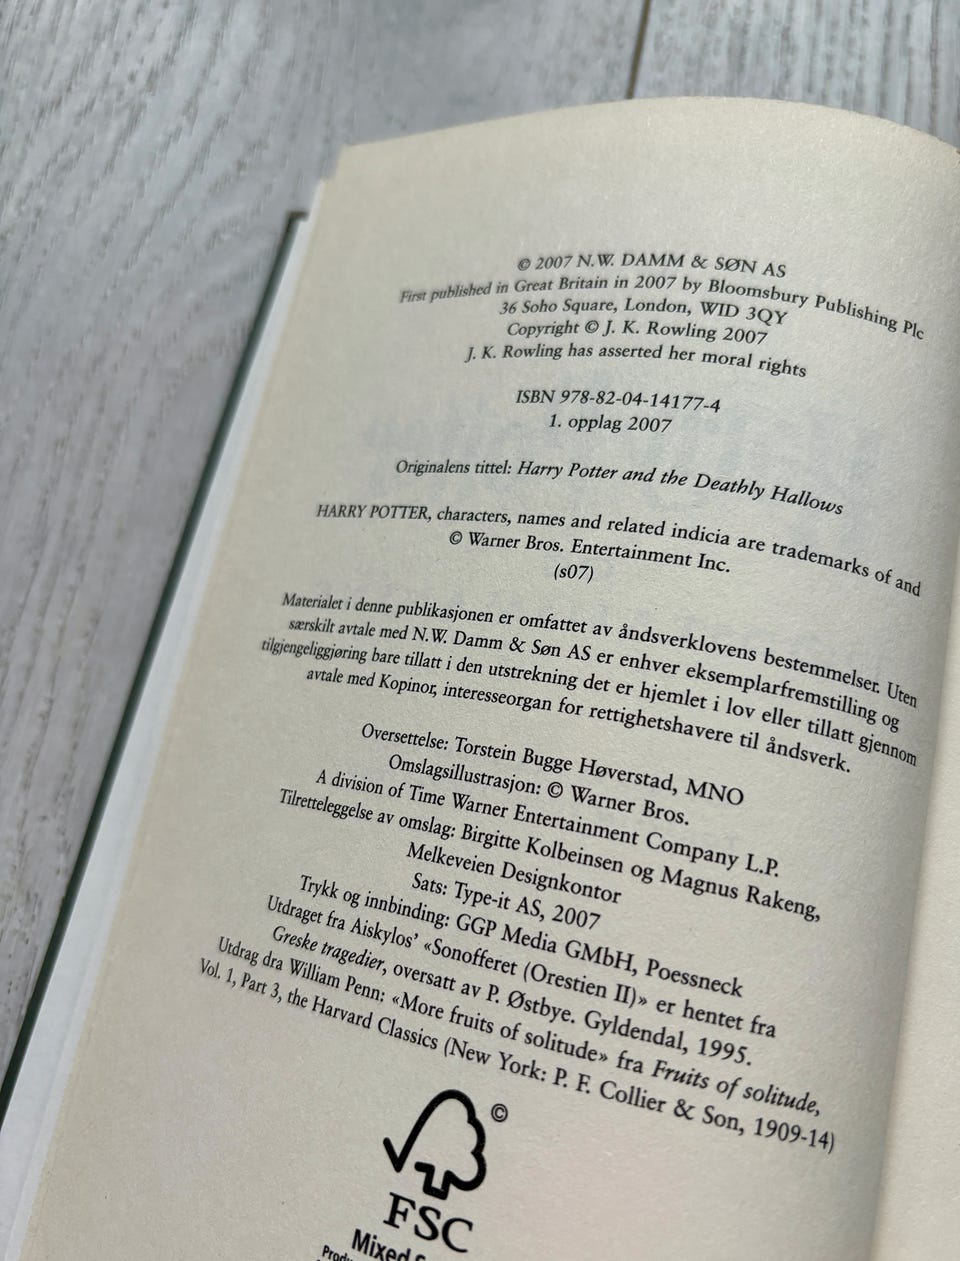 © 2007 N.W. DAMM & SØN AS
First published in Great Britain in 2007 by Bloomsbury Publishing Plc
36 Soho Square, London, WID 3QY
Copyright © J. K. Rowling 2007
J. K. Rowling has asserted her moral rights
ISBN 978-82-04-14177-4
1. opplag 2007
Originalens tittel: Harry Potter and the Deathly Hallows
HARRY POTTER, characters, names and related indicia are trademarks of and
© Warner Bros. Entertainment Inc.
(s07)
Materialet i denne publikasjonen er omfattet av åndsverklovens bestemmelser. Uten
særskilt avtale med N.W. Damm & Søn AS er enhver eksemplarfremstilling og
tilgjengeliggjøring bare tillatt i den utstrekning det er hjemlet i lov eller tillatt gjennom
avtale med Kopinor, interesseorgan for rettighetshavere til åndsverk.
Oversettelse: Torstein Bugge Høverstad, MNO
Omslagsillustrasjon: © Warner Bros.
A division of Time Warner Entertainment Company L.P.
Tilretteleggelse av omslag: Birgitte Kolbeinsen og Magnus Rakeng,
Melkeveien Designkontor
Sats: Type-it AS, 2007
Trykk og innbinding: GGP Media GMbH, Poessneck
Utdraget fra Aiskylos' «Sonofferet (Orestien II)» er hentet fra
Greske tragedier, oversatt av P. Østbye. Gyldendal, 1995.
Utdrag dra William Penn: «More fruits of solitude» fra Fruits of solitude,
Vol. 1, Part 3, the Harvard Classics (New York: P. F. Collier & Son, 1909-14)
©
FSC
Mixed